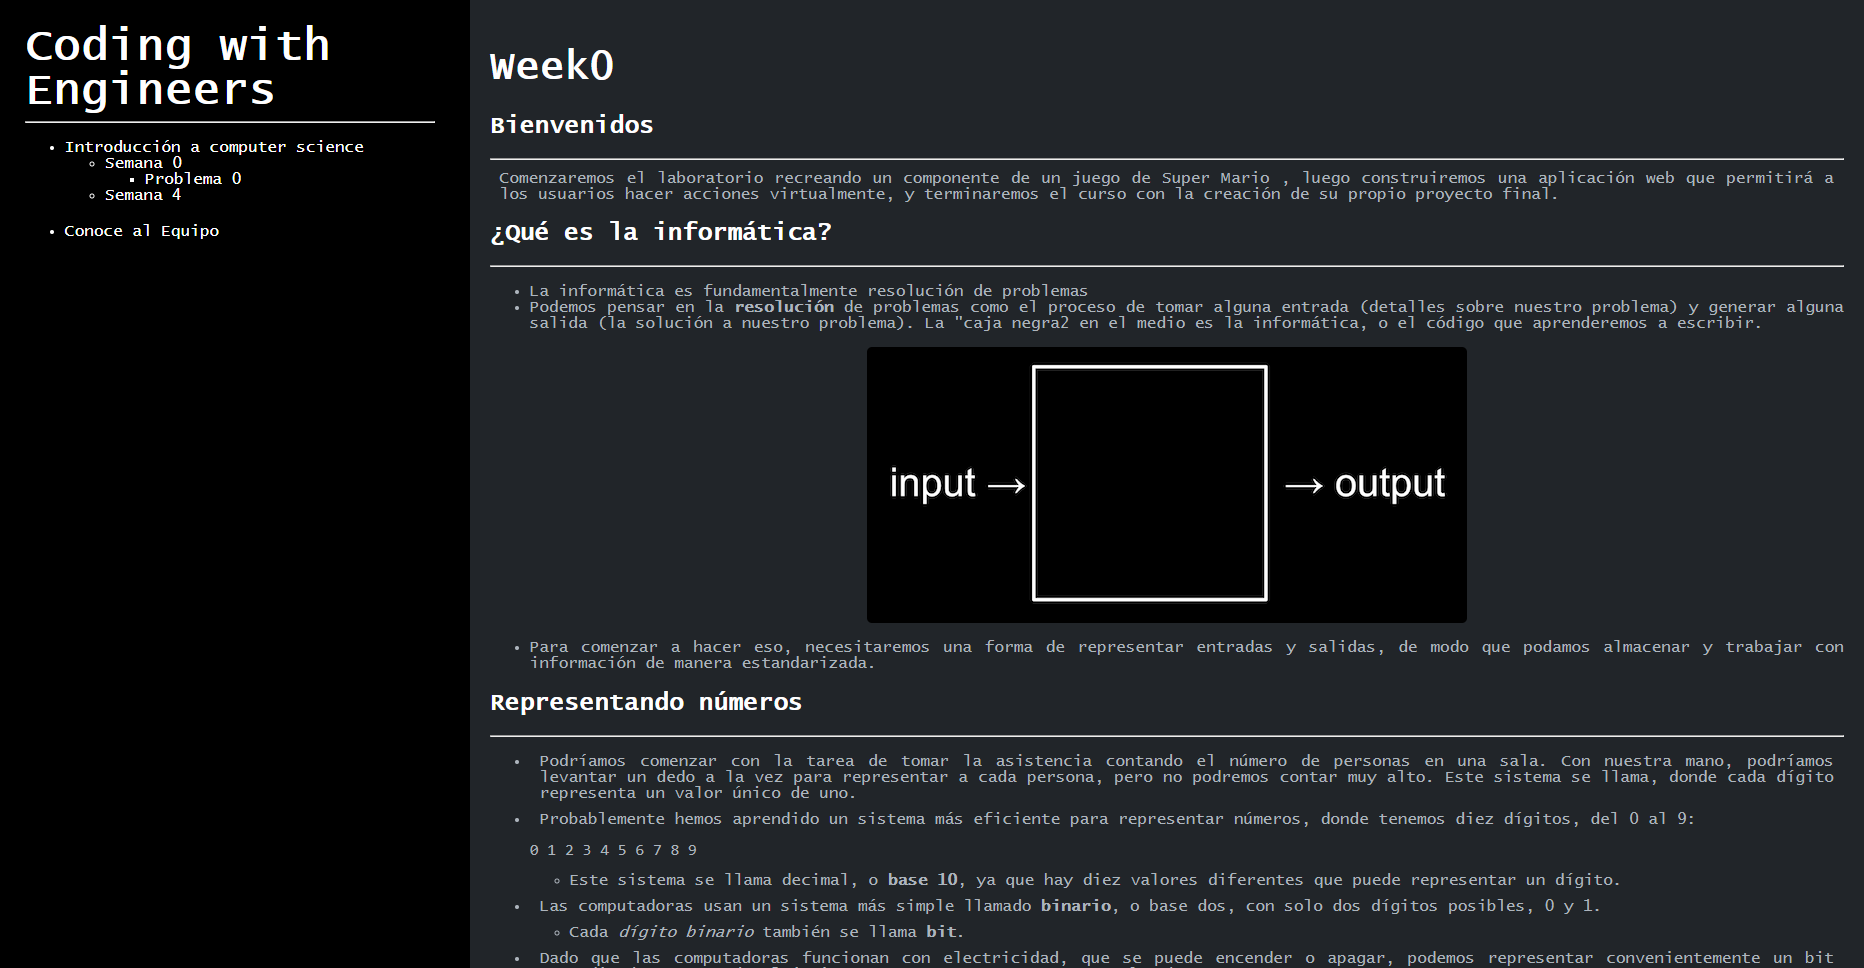 Coding with
Engineers
Introducción a computer science
Semana 0
Problema 0
Semana 4
Conoce al Equipo
Week0
Bienvenidos
Comenzaremos el laboratorio recreando un componente de un juego de Super Mario , luego construiremos una aplicación web que permitirá a
los usuarios hacer acciones virtualmente, y terminaremos el curso con la creación de su propio proyecto final.
¿Qué es la informática?
La informática es fundamentalmente resolución de problemas
Podemos pensar en la resolución de problemas como el proceso de tomar alguna entrada (detalles sobre nuestro problema) y generar alguna
salida (la solución a nuestro problema). La "caja negra2 en el medio es la informática, o el código que aprenderemos a escribir.
input → → output
Para comenzar a hacer eso, necesitaremos una forma de representar entradas y salidas, de modo que podamos almacenar y trabajar con
información de manera estandarizada.
Representando números
Podríamos comenzar con la tarea de tomar la asistencia contando el número de personas en una sala. Con nuestra mano, podríamos
levantar un dedo a la vez para representar a cada persona, pero no podremos contar muy alto. Este sistema se llama, donde cada dígito
representa un valor único de uno.
Probablemente hemos aprendido un sistema más eficiente para representar números, donde tenemos diez dígitos, del 0 al 9:
0 1 2 3 4 5 6 7 8 9
Este sistema se llama decimal, o base 10, ya que hay diez valores diferentes que puede representar un dígito.
Las computadoras usan un sistema más simple llamado binario, o base dos, con solo dos dígitos posibles, 0 y 1.
Cada dígito binario también se llama bit.
Dado que las computadoras funcionan con electricidad, que se puede encender o apagar, podemos representar convenientemente un bit